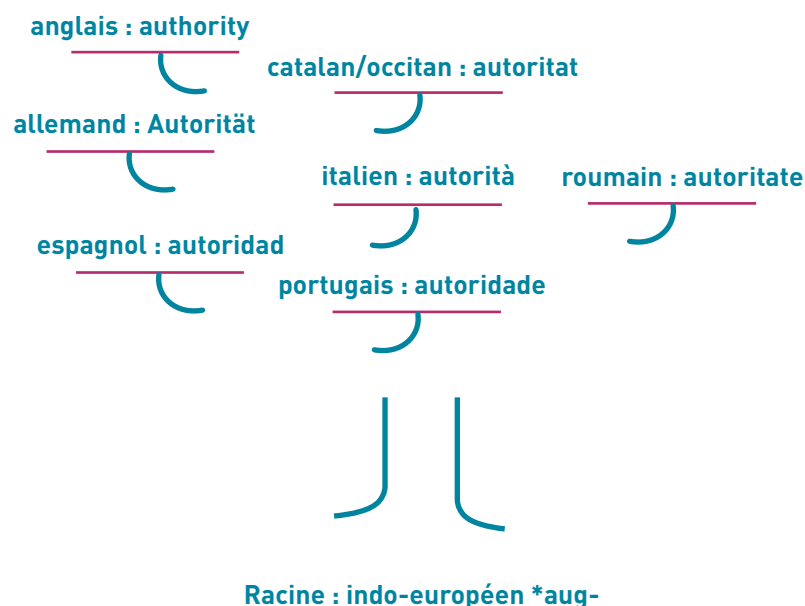 anglais : authority
catalan/occitan : autoritat
allemand : Autorität
italien : autorità
roumain : autoritate
espagnol : autoridad
portugais : autoridade
Racine : indo-européen *aug-